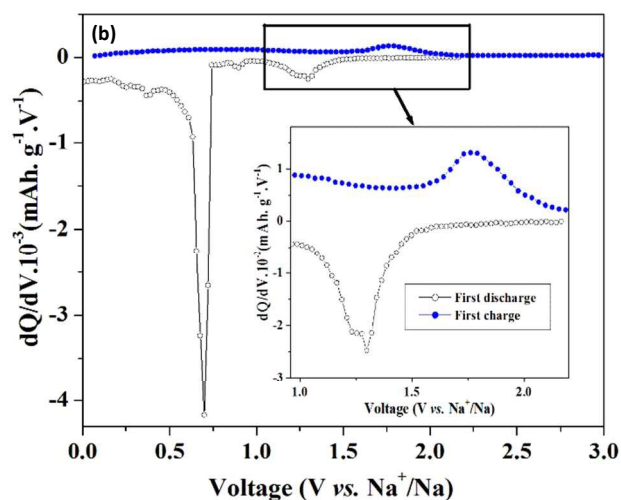 (b)
dQ/dV.10⁻³(mAh. g⁻¹.V⁻¹)
0
-1
-2
-3
-4
0.0 0.5 1.0 1.5 2.0 2.5 3.0
Voltage (V vs. Na⁺/Na)
dQ/dV.10⁻²(mAh. g⁻¹.V⁻¹)
1
0
-1
-2
-3
First discharge
First charge
1.0 1.5 2.0
Voltage (V vs. Na⁺/Na)